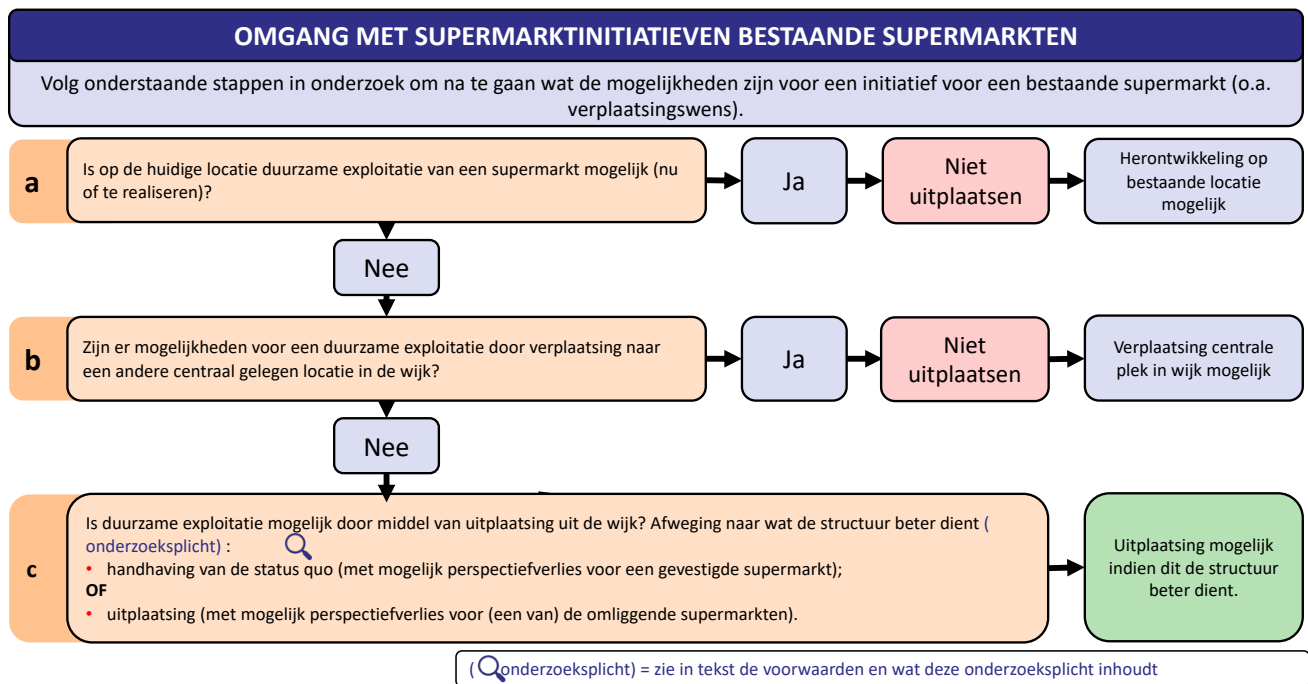 OMGANG MET SUPERMARKTINITIATIEVEN BESTAANDE SUPERMARKTEN
Volg onderstaande stappen in onderzoek om na te gaan wat de mogelijkheden zijn voor een initiatief voor een bestaande supermarkt (o.a.
verplaatsingswens).
a
Is op de huidige locatie duurzame exploitatie van een supermarkt mogelijk (nu
of te realiseren)?
Ja
Niet
uitplaatsen
Herontwikkeling op
bestaande locatie
mogelijk
Nee
b
Zijn er mogelijkheden voor een duurzame exploitatie door verplaatsing naar
een andere centraal gelegen locatie in de wijk?
Ja
Niet
uitplaatsen
Verplaatsing centrale
plek in wijk mogelijk
Nee
c
Is duurzame exploitatie mogelijk door middel van uitplaatsing uit de wijk? Afweging naar wat de structuur beter dient (
onderzoeksplicht) :
• handhaving van de status quo (met mogelijk perspectiefverlies voor een gevestigde supermarkt);
OF
• uitplaatsing (met mogelijk perspectiefverlies voor (een van) de omliggende supermarkten).
Uitplaatsing mogelijk
indien dit de structuur
beter dient.
( onderzoeksplicht) = zie in tekst de voorwaarden en wat deze onderzoeksplicht inhoudt